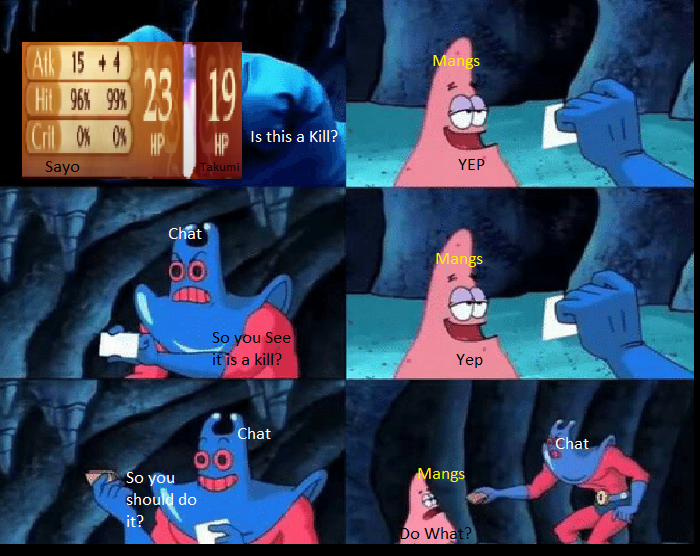 Atk 15 + 4
Hit 96% 99%
Crit 0% 0%
23 19
HP HP
Sayo Takumi
Is this a Kill?
Mangs
YEP
Chat
So you See
it is a kill?
Mangs
Yep
Chat
So you
should do
it?
Chat
Mangs
Do What?